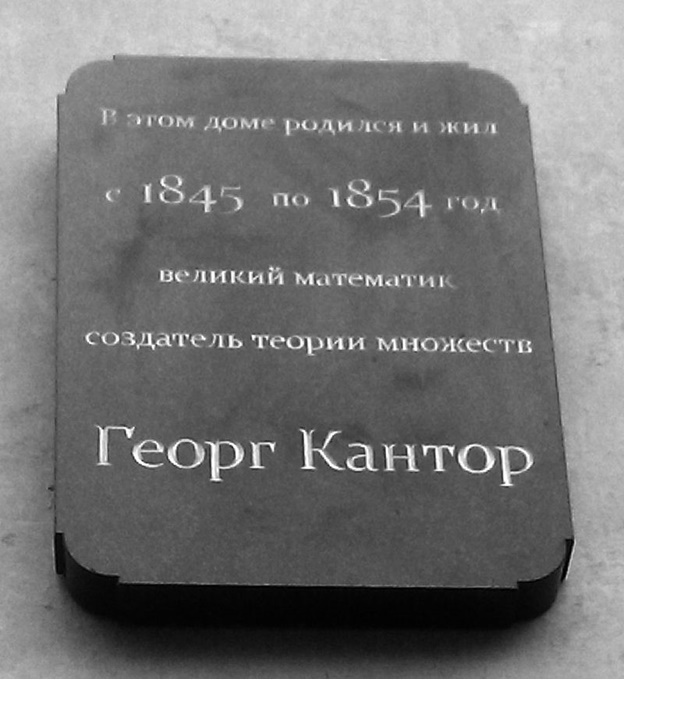 В этом доме родился и жил
с 1845 по 1854 год
великий математик
создатель теории множеств
Георг Кантор